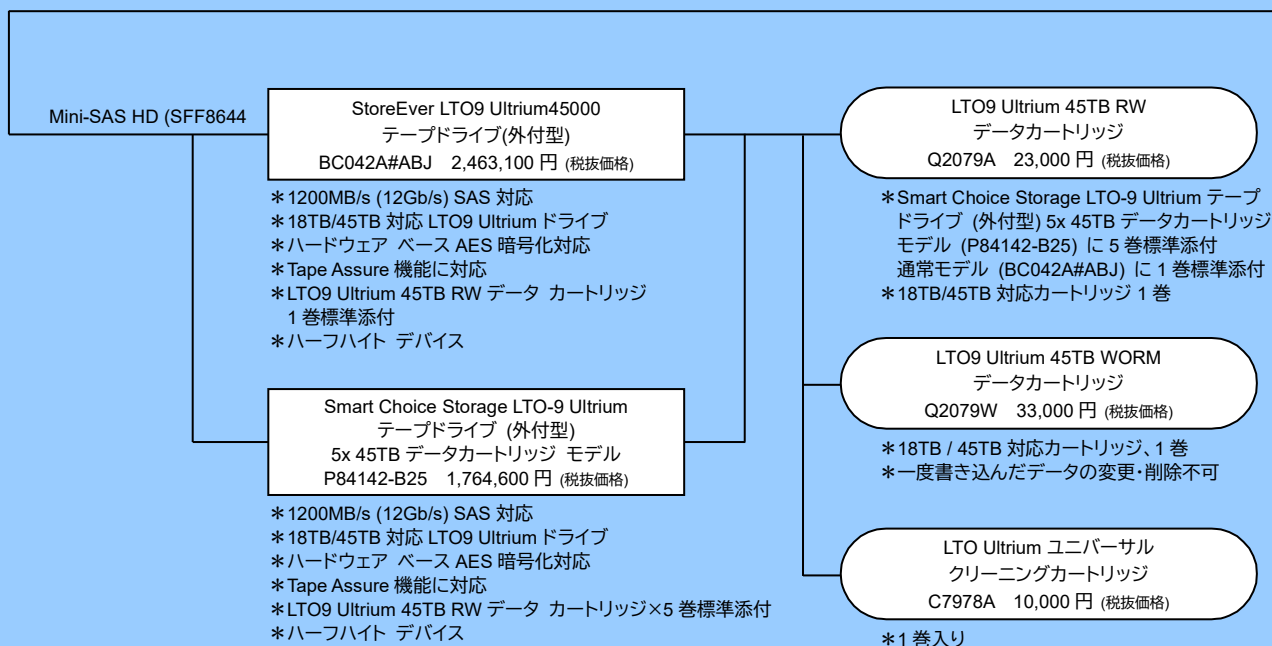 Mini-SAS HD (SFF8644
StoreEver LTO9 Ultrium45000
テープドライブ(外付型)
BC042A#ABJ 2,463,100 円 (税抜価格)
＊1200MB/s (12Gb/s) SAS 対応
＊18TB/45TB 対応 LTO9 Ultrium ドライブ
＊ハードウェア ベース AES 暗号化対応
＊Tape Assure 機能に対応
＊LTO9 Ultrium 45TB RW データ カートリッジ
1 巻標準添付
＊ハーフハイト デバイス
Smart Choice Storage LTO-9 Ultrium
テープドライブ (外付型)
5x 45TB データカートリッジ モデル
P84142-B25 1,764,600 円 (税抜価格)
＊1200MB/s (12Gb/s) SAS 対応
＊18TB/45TB 対応 LTO9 Ultrium ドライブ
＊ハードウェア ベース AES 暗号化対応
＊Tape Assure 機能に対応
＊LTO9 Ultrium 45TB RW データ カートリッジ×5 巻標準添付
＊ハーフハイト デバイス
LTO9 Ultrium 45TB RW
データカートリッジ
Q2079A 23,000 円 (税抜価格)
＊Smart Choice Storage LTO-9 Ultrium テープ
ドライブ (外付型) 5x 45TB データカートリッジ
モデル (P84142-B25) に 5 巻標準添付
通常モデル (BC042A#ABJ) に 1 巻標準添付
＊18TB/45TB 対応カートリッジ 1 巻
LTO9 Ultrium 45TB WORM
データカートリッジ
Q2079W 33,000 円 (税抜価格)
＊18TB / 45TB 対応カートリッジ、1 巻
＊一度書き込んだデータの変更・削除不可
LTO Ultrium ユニバーサル
クリーニングカートリッジ
C7978A 10,000 円 (税抜価格)
＊1 巻入り